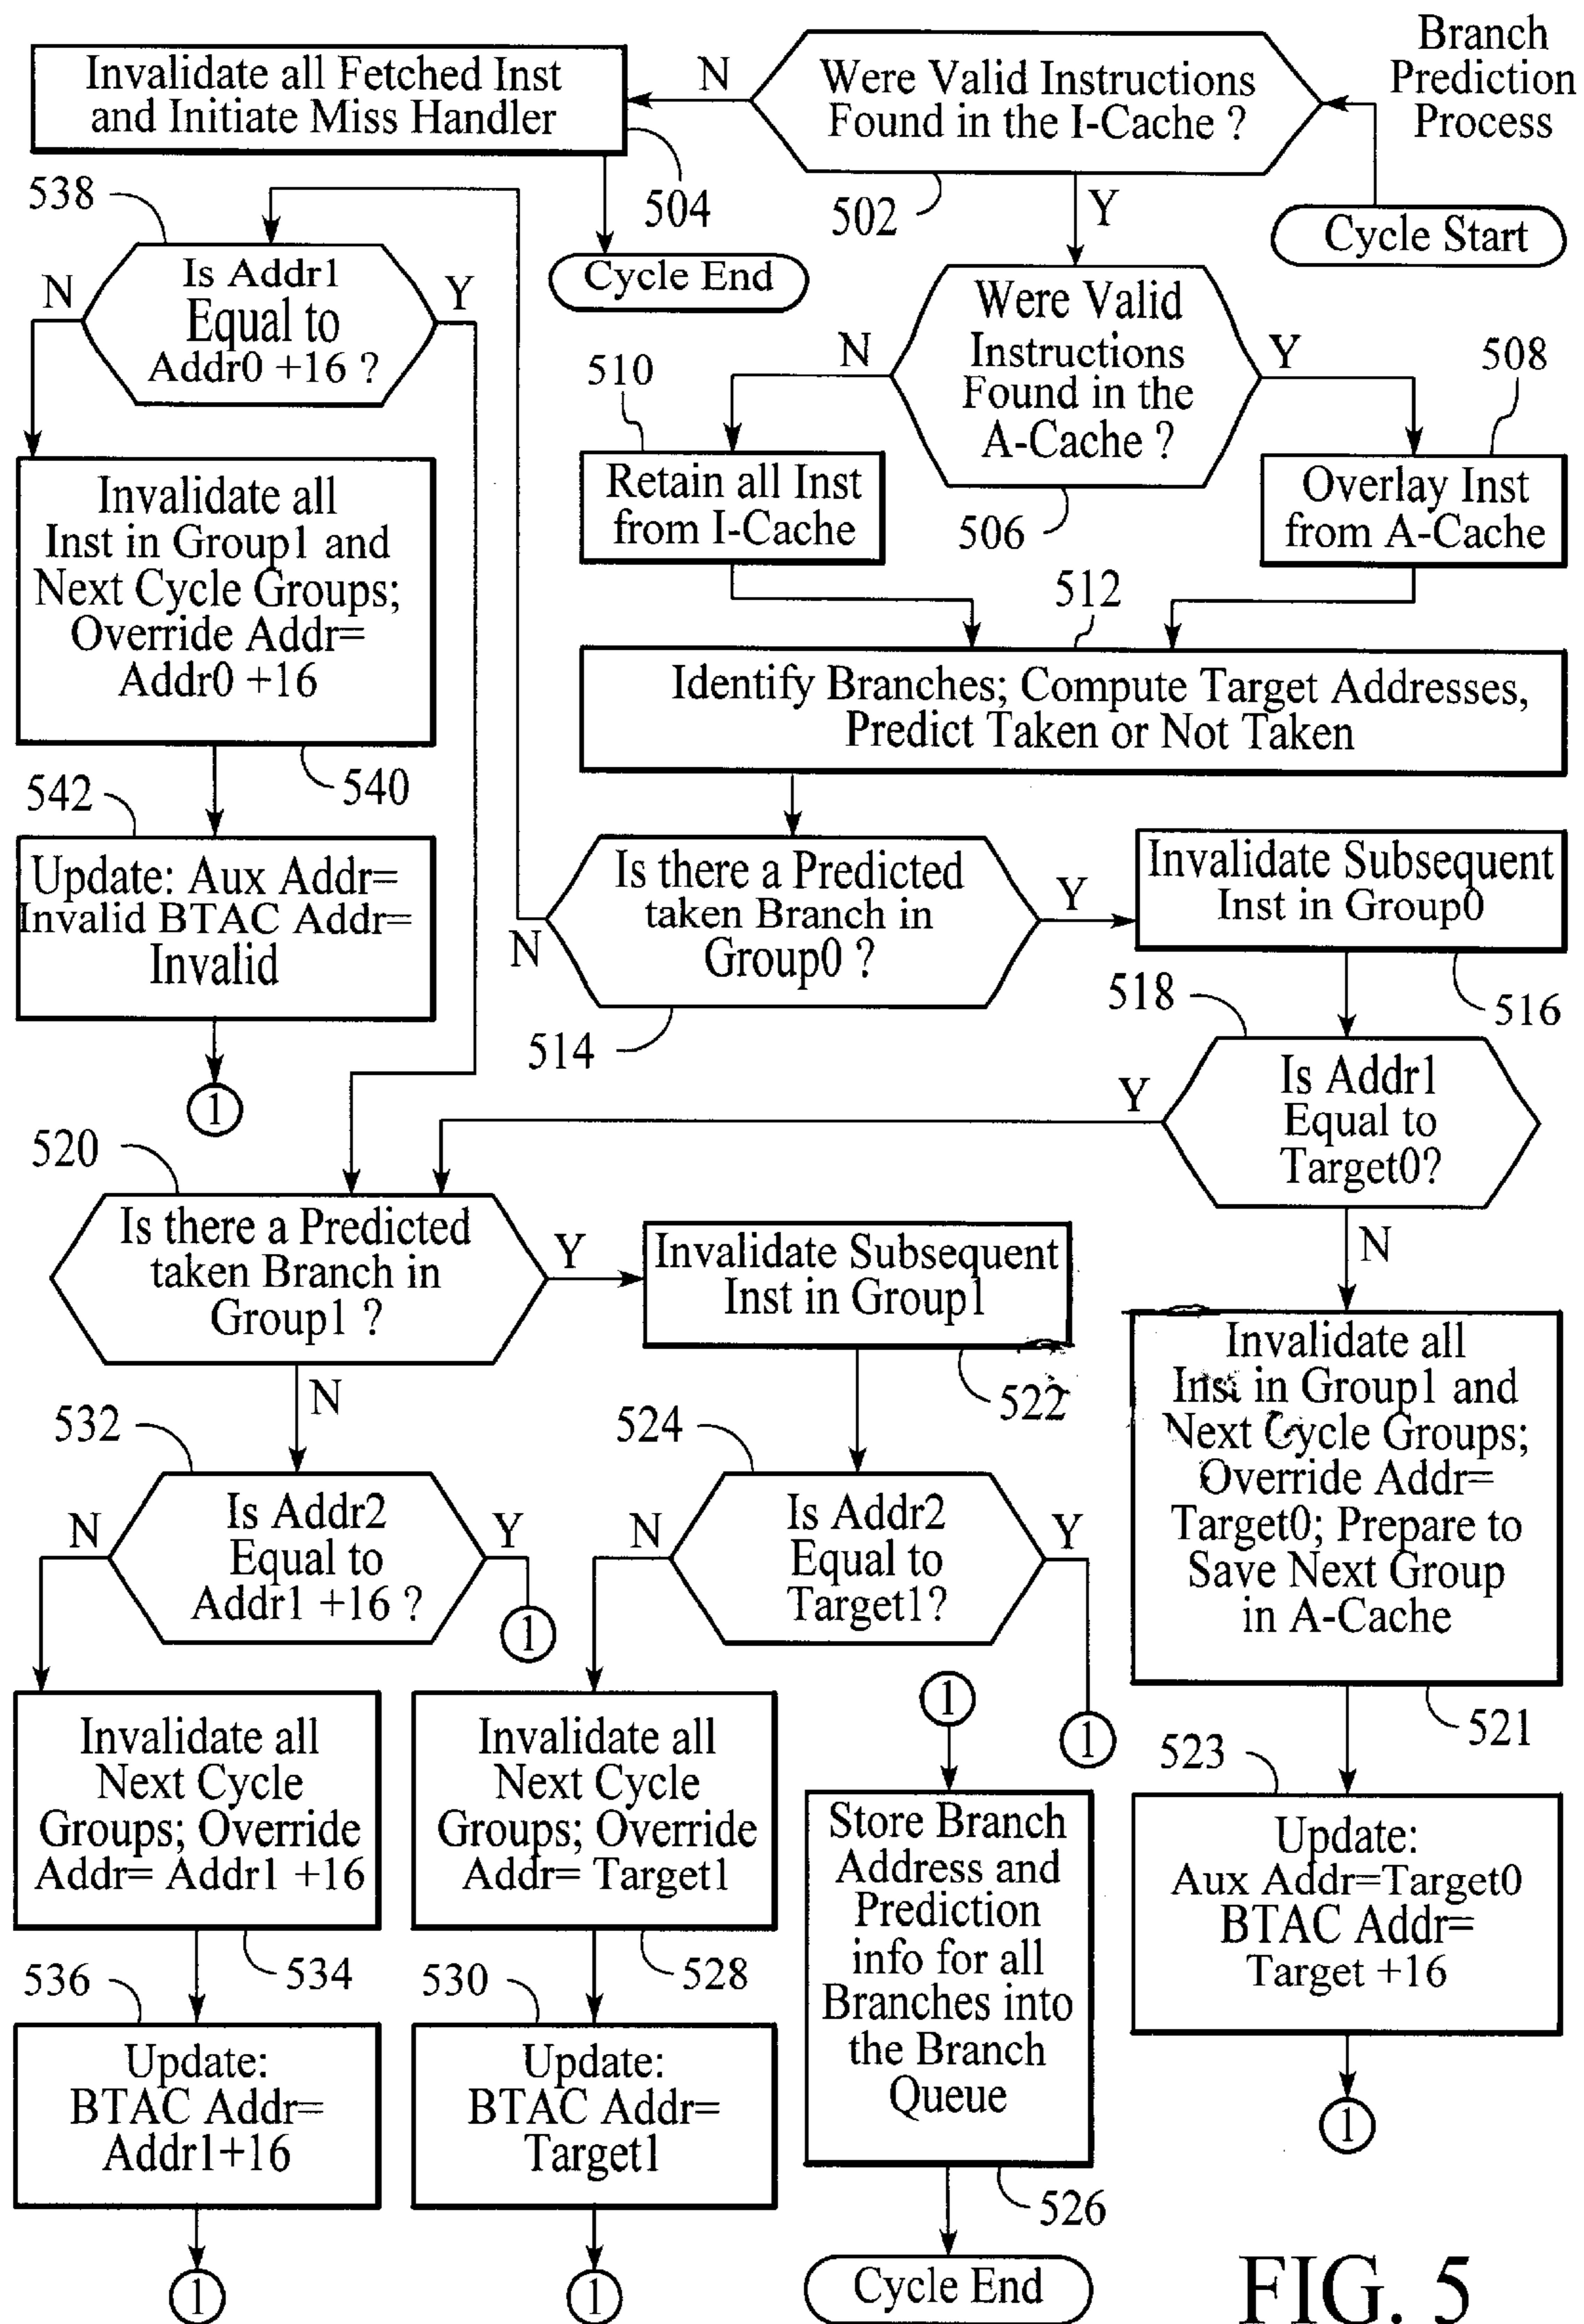 Branch
Prediction
Process
Cycle Start
Were Valid Instructions
Found in the I-Cache ?
502
N
Y
Invalidate all Fetched Inst
and Initiate Miss Handler
504
Cycle End
538
Is Addr1
Equal to
Addr0 +16 ?
N
Y
Were Valid
Instructions
Found in the
A-Cache ?
506
N
Y
510
Retain all Inst
from I-Cache
508
Overlay Inst
from A-Cache
Invalidate all
Inst in Group1 and
Next Cycle Groups;
Override Addr=
Addr0 +16
540
512
Identify Branches; Compute Target Addresses,
Predict Taken or Not Taken
542
Update: Aux Addr=
Invalid BTAC Addr=
Invalid
1
Is there a Predicted
taken Branch in
Group0 ?
514
N
Y
Invalidate Subsequent
Inst in Group0
516
518
Is Addr1
Equal to
Target0?
Y
N
520
Is there a Predicted
taken Branch in
Group1 ?
Y
N
Invalidate Subsequent
Inst in Group1
522
Invalidate all
Inst in Group1 and
Next Cycle Groups;
Override Addr=
Target0; Prepare to
Save Next Group
in A-Cache
521
532
Is Addr2
Equal to
Addr1 +16 ?
N
Y
1
524
Is Addr2
Equal to
Target1?
N
Y
1
Invalidate all
Next Cycle
Groups; Override
Addr= Addr1 +16
534
Invalidate all
Next Cycle
Groups; Override
Addr= Target1
528
1
Store Branch
Address and
Prediction
info for all
Branches into
the Branch
Queue
526
Cycle End
523
Update:
Aux Addr=Target0
BTAC Addr=
Target +16
1
536
Update:
BTAC Addr=
Addr1+16
1
530
Update:
BTAC Addr=
Target1
1
FIG. 5